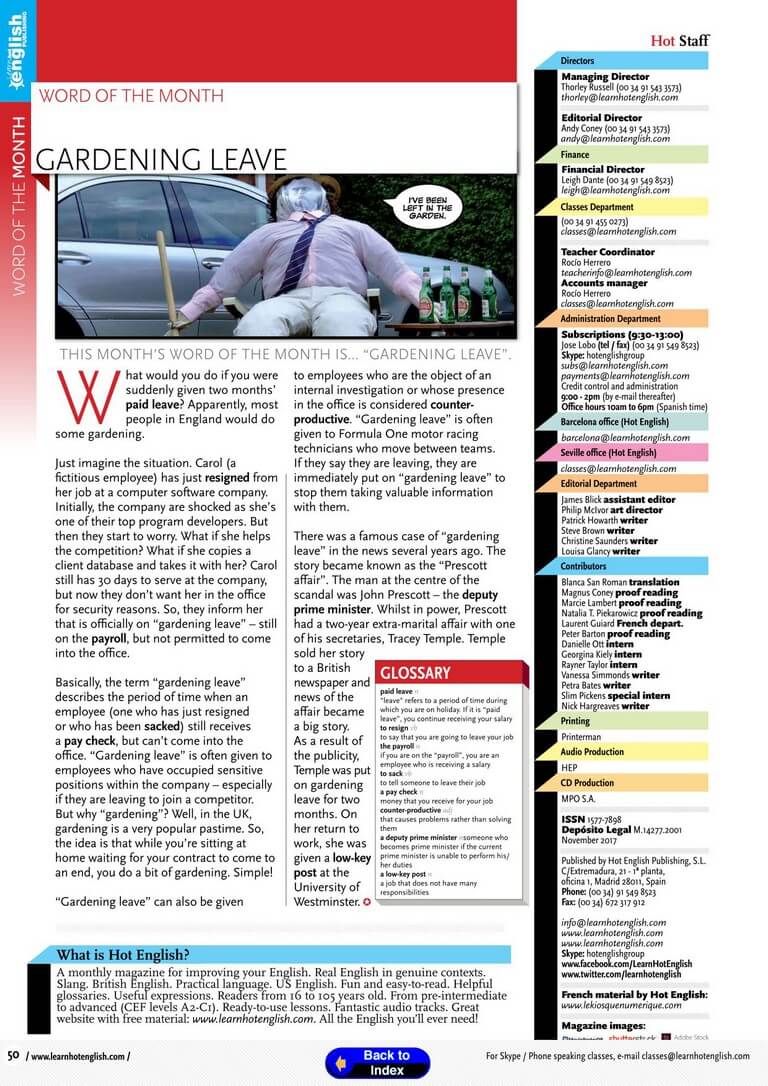 english
PUBLISHING
WORD OF THE MONTH
WORD OF THE MONTH
GARDENING LEAVE
I'VE BEEN
LEFT IN THE
GARDEN.
THIS MONTH'S WORD OF THE MONTH IS... “GARDENING LEAVE”.
What would you do if you were
suddenly given two months'
paid leave? Apparently, most
people in England would do
some gardening.
Just imagine the situation. Carol (a
fictitious employee) has just resigned from
her job at a computer software company.
Initially, the company are shocked as she's
one of their top program developers. But
then they start to worry. What if she helps
the competition? What if she copies a
client database and takes it with her? Carol
still has 30 days to serve at the company,
but now they don't want her in the office
for security reasons. So, they inform her
that is officially on “gardening leave” – still
on the payroll, but not permitted to come
into the office.
Basically, the term “gardening leave”
describes the period of time when an
employee (one who has just resigned
or who has been sacked) still receives
a pay check, but can't come into the
office. “Gardening leave” is often given to
employees who have occupied sensitive
positions within the company – especially
if they are leaving to join a competitor.
But why “gardening”? Well, in the UK,
gardening is a very popular pastime. So,
the idea is that while you're sitting at
home waiting for your contract to come to
an end, you do a bit of gardening. Simple!
“Gardening leave” can also be given
to employees who are the object of an
internal investigation or whose presence
in the office is considered counter-
productive. “Gardening leave” is often
given to Formula One motor racing
technicians who move between teams.
If they say they are leaving, they are
immediately put on “gardening leave” to
stop them taking valuable information
with them.
There was a famous case of “gardening
leave” in the news several years ago. The
story became known as the “Prescott
affair”. The man at the centre of the
scandal was John Prescott – the deputy
prime minister. Whilst in power, Prescott
had a two-year extra-marital affair with one
of his secretaries, Tracey Temple. Temple
sold her story
to a British
newspaper and
news of the
affair became
a big story.
As a result of
the publicity,
Temple was put
on gardening
leave for two
months. On
her return to
work, she was
given a low-key
post at the
University of
Westminster.
GLOSSARY
paid leave n
"leave" refers to a period of time during
which you are on holiday. If it is "paid
leave", you continue receiving your salary
to resign vb
to say that you are going to leave your job
the payroll n
if you are on the "payroll", you are an
employee who is receiving a salary
to sack vb
to tell someone to leave their job
a pay check n
money that you receive for your job
counter-productive adj
that causes problems rather than solving
them
a deputy prime minister n someone who
becomes prime minister if the current
prime minister is unable to perform his/
her duties
a low-key post n
a job that does not have many
responsibilities
What is Hot English?
A monthly magazine for improving your English. Real English in genuine contexts.
Slang. British English. Practical language. US English. Fun and easy-to-read. Helpful
glossaries. Useful expressions. Readers from 16 to 105 years old. From pre-intermediate
to advanced (CEF levels A2-C1). Ready-to-use lessons. Fantastic audio tracks. Great
website with free material: www.learnhotenglish.com. All the English you'll ever need!
Hot Staff
Directors
Managing Director
Thorley Russell (00 34 91 543 3573)
thorley@learnhotenglish.com
Editorial Director
Andy Coney (00 34 91 543 3573)
andy@learnhotenglish.com
Finance
Financial Director
Leigh Dante (00 34 91 549 8523)
leigh@learnhotenglish.com
Classes Department
(00 34 91 455 0273)
classes@learnhotenglish.com
Teacher Coordinator
Rocío Herrero
teacherinfo@learnhotenglish.com
Accounts manager
Rocío Herrero
classes@learnhotenglish.com
Administration Department
Subscriptions (9:30-13:00)
Jose Lobo (tel / fax) (00 34 91 549 8523)
Skype: hotenglishgroup
subs@learnhotenglish.com
payments@learnhotenglish.com
Credit control and administration
9:00 - 2pm (by e-mail thereafter)
Office hours 10am to 6pm (Spanish time)
Barcelona office (Hot English)
barcelona@learnhotenglish.com
Seville office (Hot English)
classes@learnhotenglish.com
Editorial Department
James Blick assistant editor
Philip McIvor art director
Patrick Howarth writer
Steve Brown writer
Christine Saunders writer
Louisa Glancy writer
Contributors
Blanca San Roman translation
Magnus Coney proof reading
Marcie Lambert proof reading
Natalia T. Piekarowicz proof reading
Laurent Guiard French depart.
Peter Barton proof reading
Danielle Ott intern
Georgina Kiely intern
Rayner Taylor intern
Vanessa Simmonds writer
Petra Bates writer
Slim Pickens special intern
Nick Hargreaves writer
Printing
Printerman
Audio Production
HEP
CD Production
MPO S.A.
ISSN 1577-7898
Depósito Legal M.14277.2001
November 2017
Published by Hot English Publishing, S.L.
C/Extremadura, 21 - 1ª planta,
oficina 1, Madrid 28011, Spain
Phone: (00 34) 91 549 8523
Fax: (00 34) 672 317 912
info@learnhotenglish.com
www.learnhotenglish.com
www.learnhotenglish.com
Skype: hotenglishgroup
www.facebook.com/LearnHotEnglish
www.twitter.com/learnhotenglish
French material by Hot English:
www.lekiosquenumerique.com
Magazine images:
shutterstock Adobe Stock
50 / www.learnhotenglish.com /
Back to
Index
For Skype / Phone speaking classes, e-mail classes@learnhotenglish.com